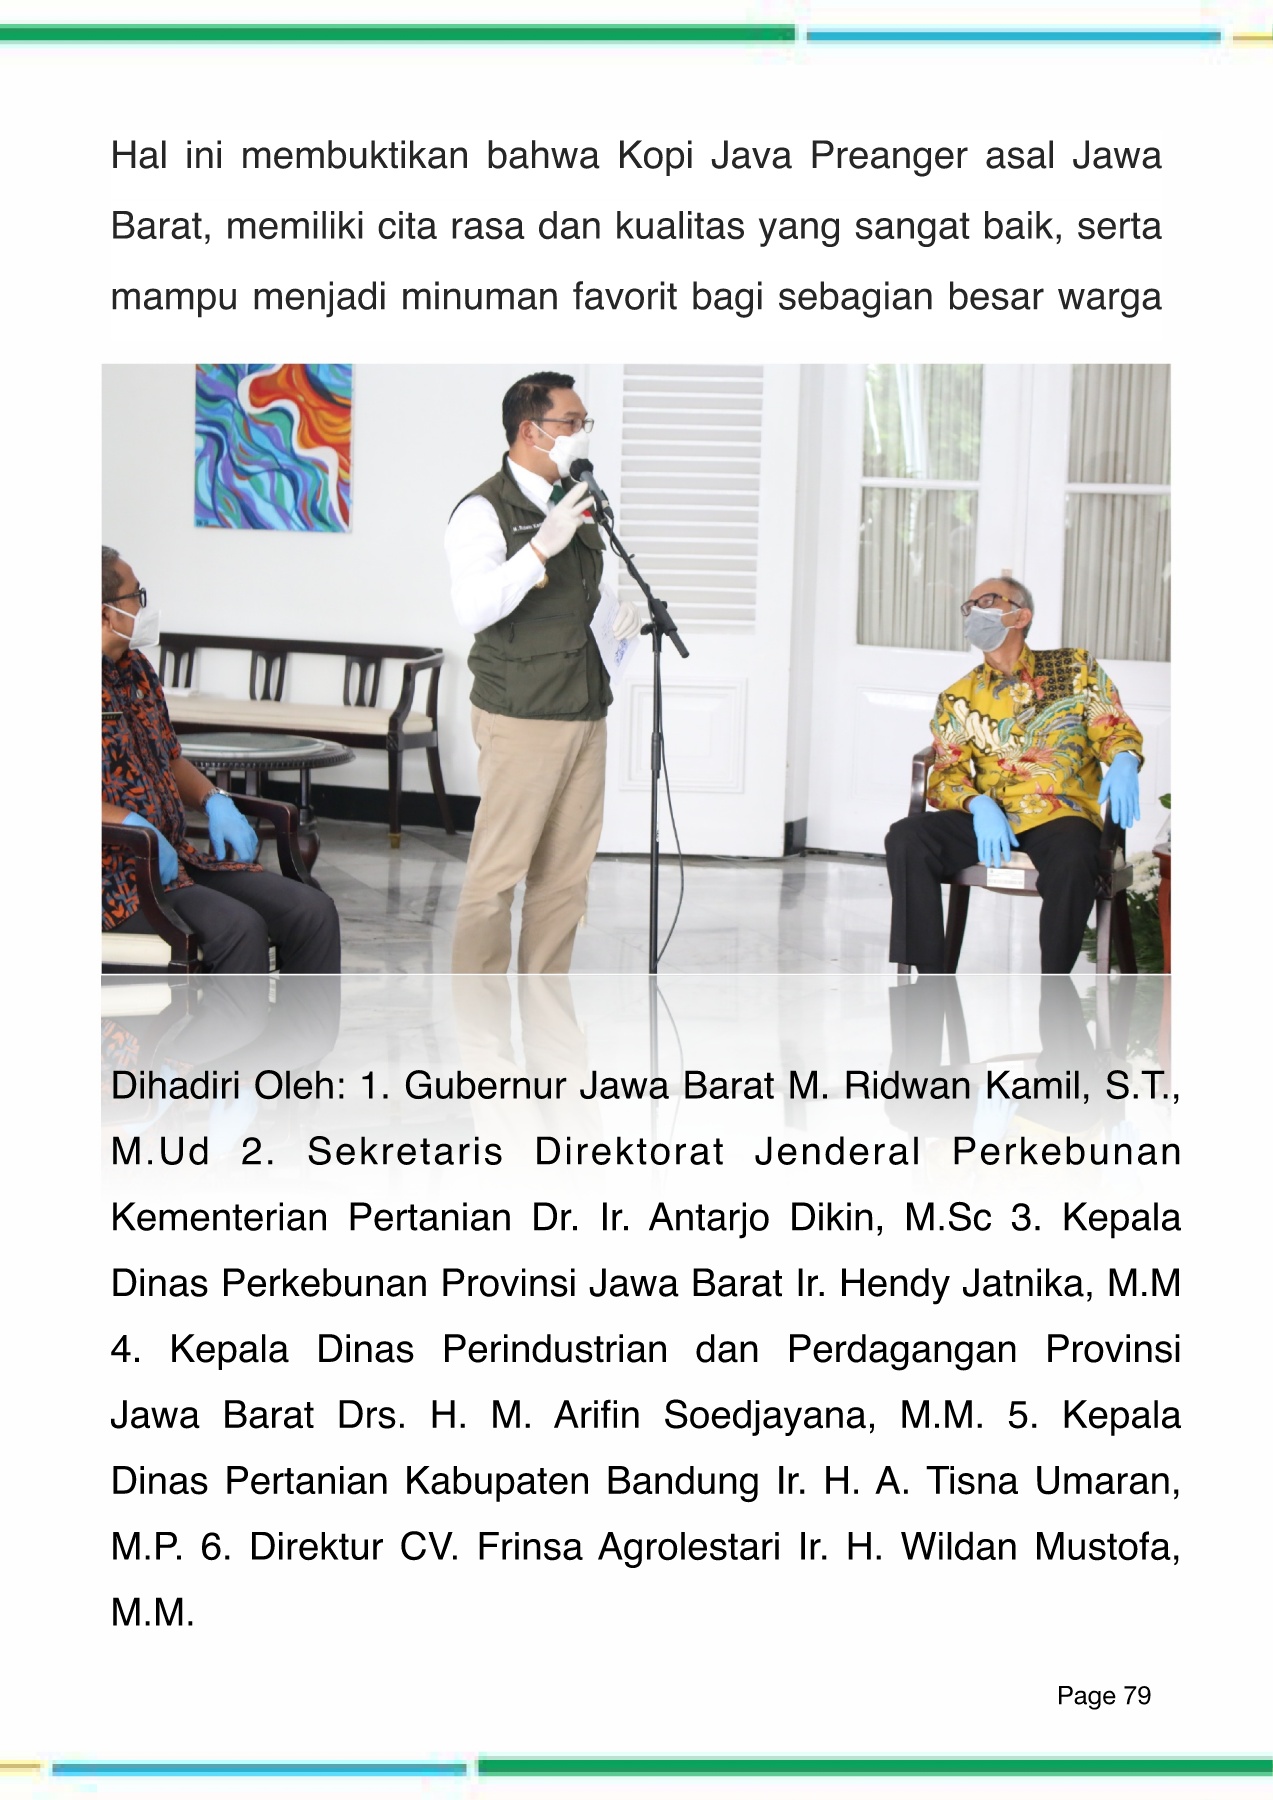 Hal ini membuktikan bahwa Kopi Java Preanger asal Jawa
Barat, memiliki cita rasa dan kualitas yang sangat baik, serta
mampu menjadi minuman favorit bagi sebagian besar warga
Dihadiri Oleh: 1. Gubernur Jawa Barat M. Ridwan Kamil, S.T.,
M.Ud 2. Sekretaris Direktorat Jenderal Perkebunan
Kementerian Pertanian Dr. Ir. Antarjo Dikin, M.Sc 3. Kepala
Dinas Perkebunan Provinsi Jawa Barat Ir. Hendy Jatnika, M.M
4. Kepala Dinas Perindustrian dan Perdagangan Provinsi
Jawa Barat Drs. H. M. Arifin Soedjayana, M.M. 5. Kepala
Dinas Pertanian Kabupaten Bandung Ir. H. A. Tisna Umaran,
M.P. 6. Direktur CV. Frinsa Agrolestari Ir. H. Wildan Mustofa,
M.M.
Page 79